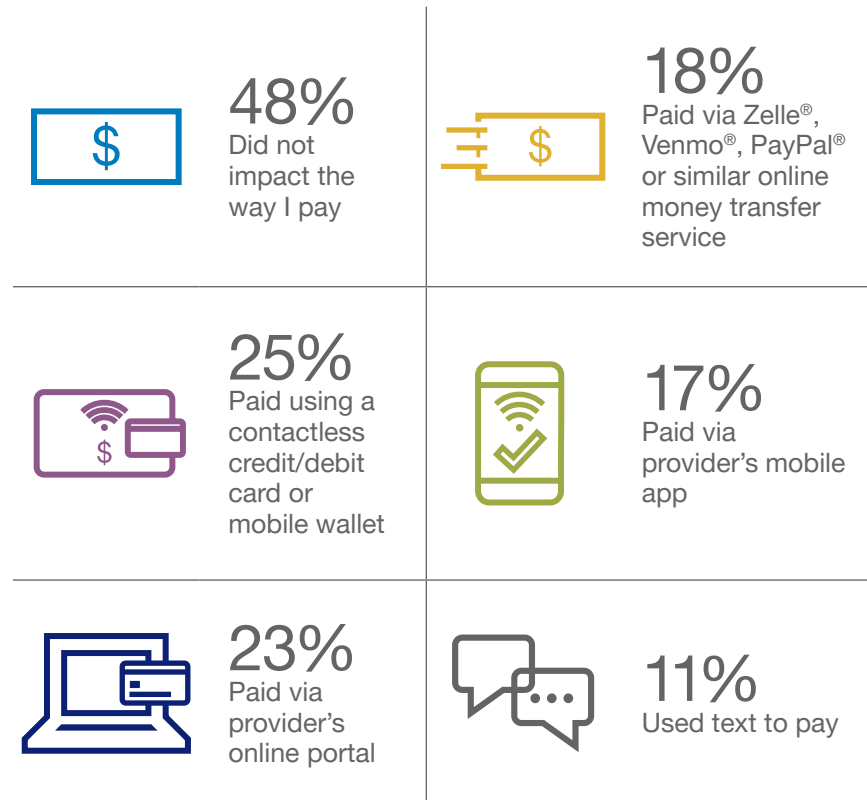 $
48%
Did not
impact the
way I pay
$
18%
Paid via Zelle®,
Venmo®, PayPal®
or similar online
money transfer
service
$
25%
Paid using a
contactless
credit/debit
card or
mobile wallet
17%
Paid via
provider’s mobile
app
23%
Paid via
provider’s
online portal
11%
Used text to pay